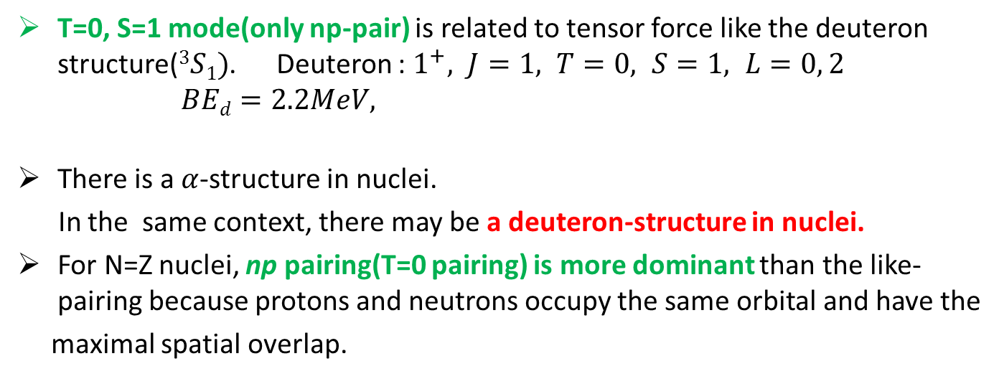 ➢ T=0, S=1 mode(only np-pair) is related to tensor force like the deuteron
structure(³S₁). Deuteron : 1⁺, J = 1, T = 0, S = 1, L = 0, 2
BE_d = 2.2MeV,
➢ There is a α-structure in nuclei.
In the same context, there may be a deuteron-structure in nuclei.
➢ For N=Z nuclei, np pairing(T=0 pairing) is more dominant than the like-
pairing because protons and neutrons occupy the same orbital and have the
maximal spatial overlap.